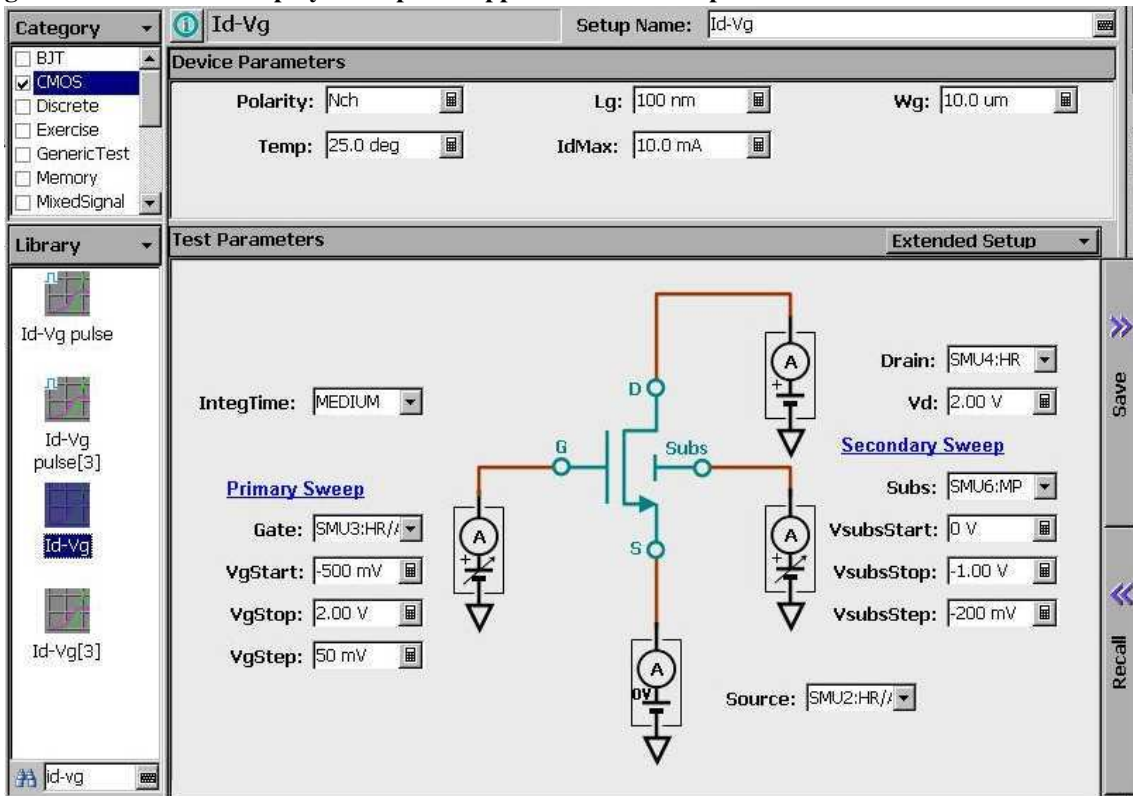 Category
Id-Vg
Setup Name: Id-Vg
BJT
CMOS
Discrete
Exercise
GenericTest
Memory
MixedSignal
Device Parameters
Polarity: Nch
Lg: 100 nm
Wg: 10.0 um
Temp: 25.0 deg
IdMax: 10.0 mA
Library
Id-Vg pulse
Id-Vg
pulse[3]
Id-Vg
Id-Vg[3]
id-vg
Test Parameters
Extended Setup
IntegTime: MEDIUM
Primary Sweep
Gate: SMU3:HR/
VgStart: -500 mV
VgStop: 2.00 V
VgStep: 50 mV
A
D
G
Subs
S
A
+
A
+
A
+
A
0V
Drain: SMU4:HR
Vd: 2.00 V
Secondary Sweep
Subs: SMU6:MP
VsubsStart: 0 V
VsubsStop: -1.00 V
VsubsStep: -200 mV
Source: SMU2:HR/
Save
Recall